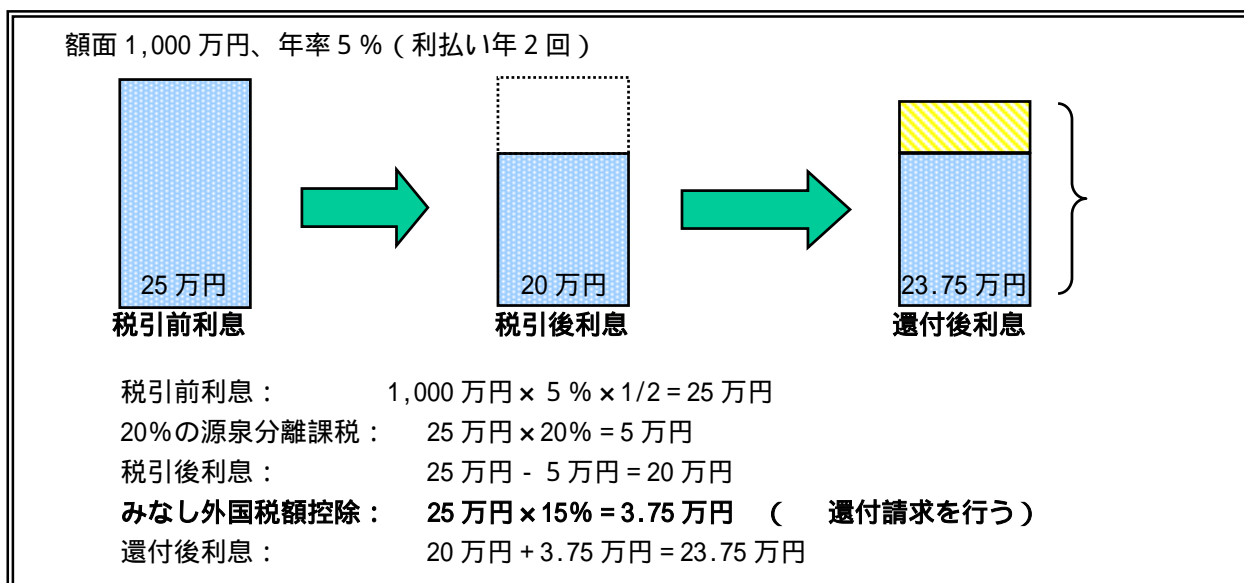 額面 1,000 万円、年率 5 % ( 利払い年 2 回 )
25 万円
20 万円
23.75 万円
税引前利息
税引後利息
還付後利息
税引前利息 : 1,000 万円 × 5 % × 1/2 = 25 万円
20%の源泉分離課税 : 25 万円 × 20% = 5 万円
税引後利息 : 25 万円 - 5 万円 = 20 万円
みなし外国税額控除 : 25 万円 × 15% = 3.75 万円 ( 還付請求を行う )
還付後利息 : 20 万円 + 3.75 万円 = 23.75 万円